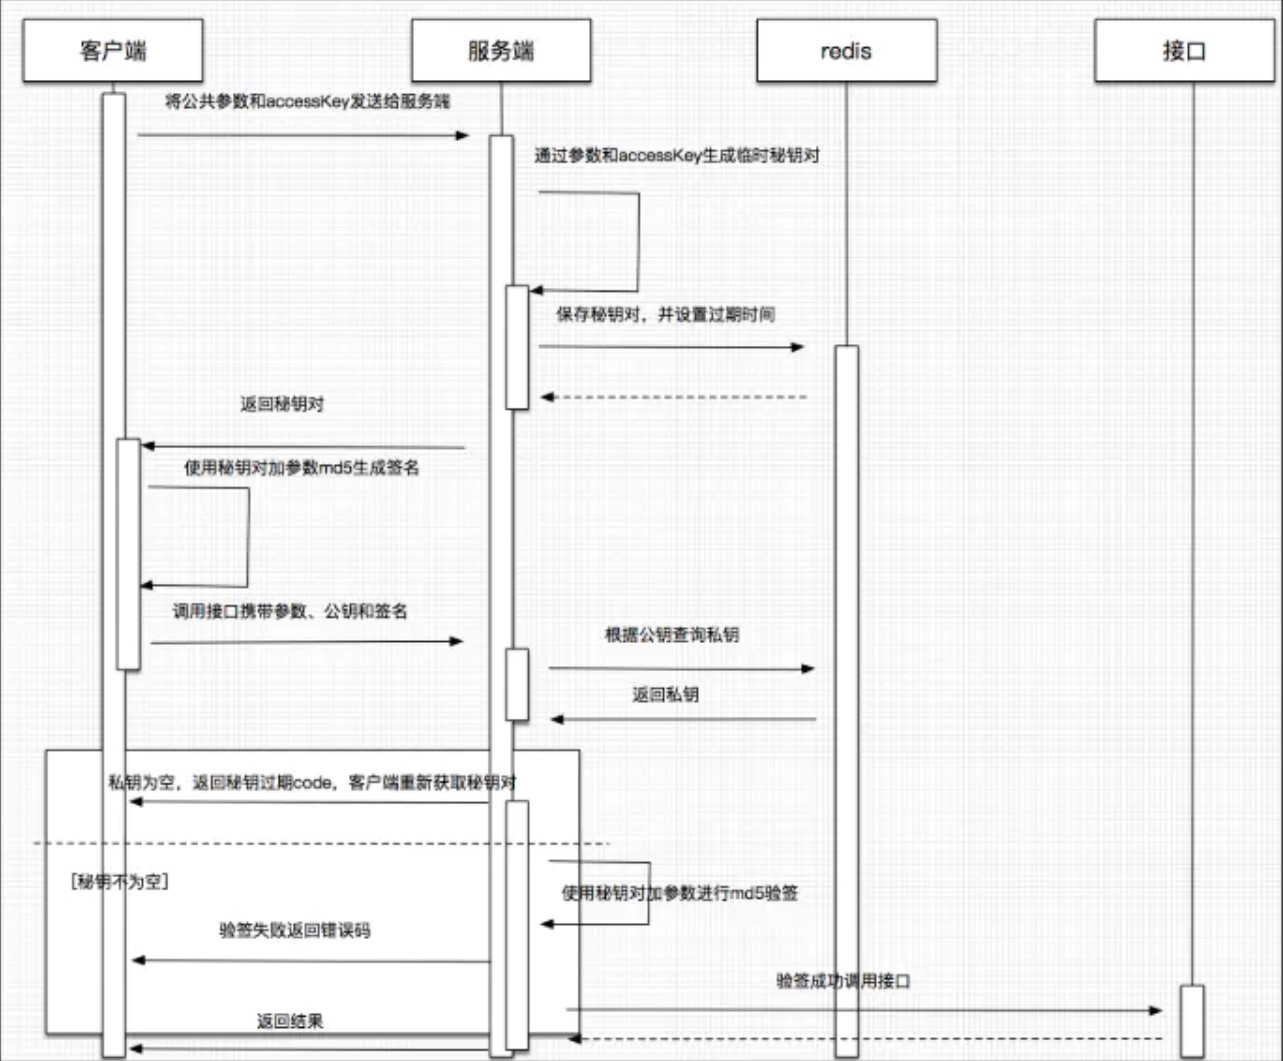 客户端
服务端
redis
接口
将公共参数和accessKey发送给服务端
通过参数和accessKey生成临时秘钥对
保存秘钥对，并设置过期时间
返回秘钥对
使用秘钥对加参数md5生成签名
调用接口携带参数、公钥和签名
根据公钥查询私钥
返回私钥
私钥为空，返回秘钥过期code，客户端重新获取秘钥对
[秘钥不为空]
使用秘钥对加参数进行md5验签
验签失败返回错误码
验签成功调用接口
返回结果